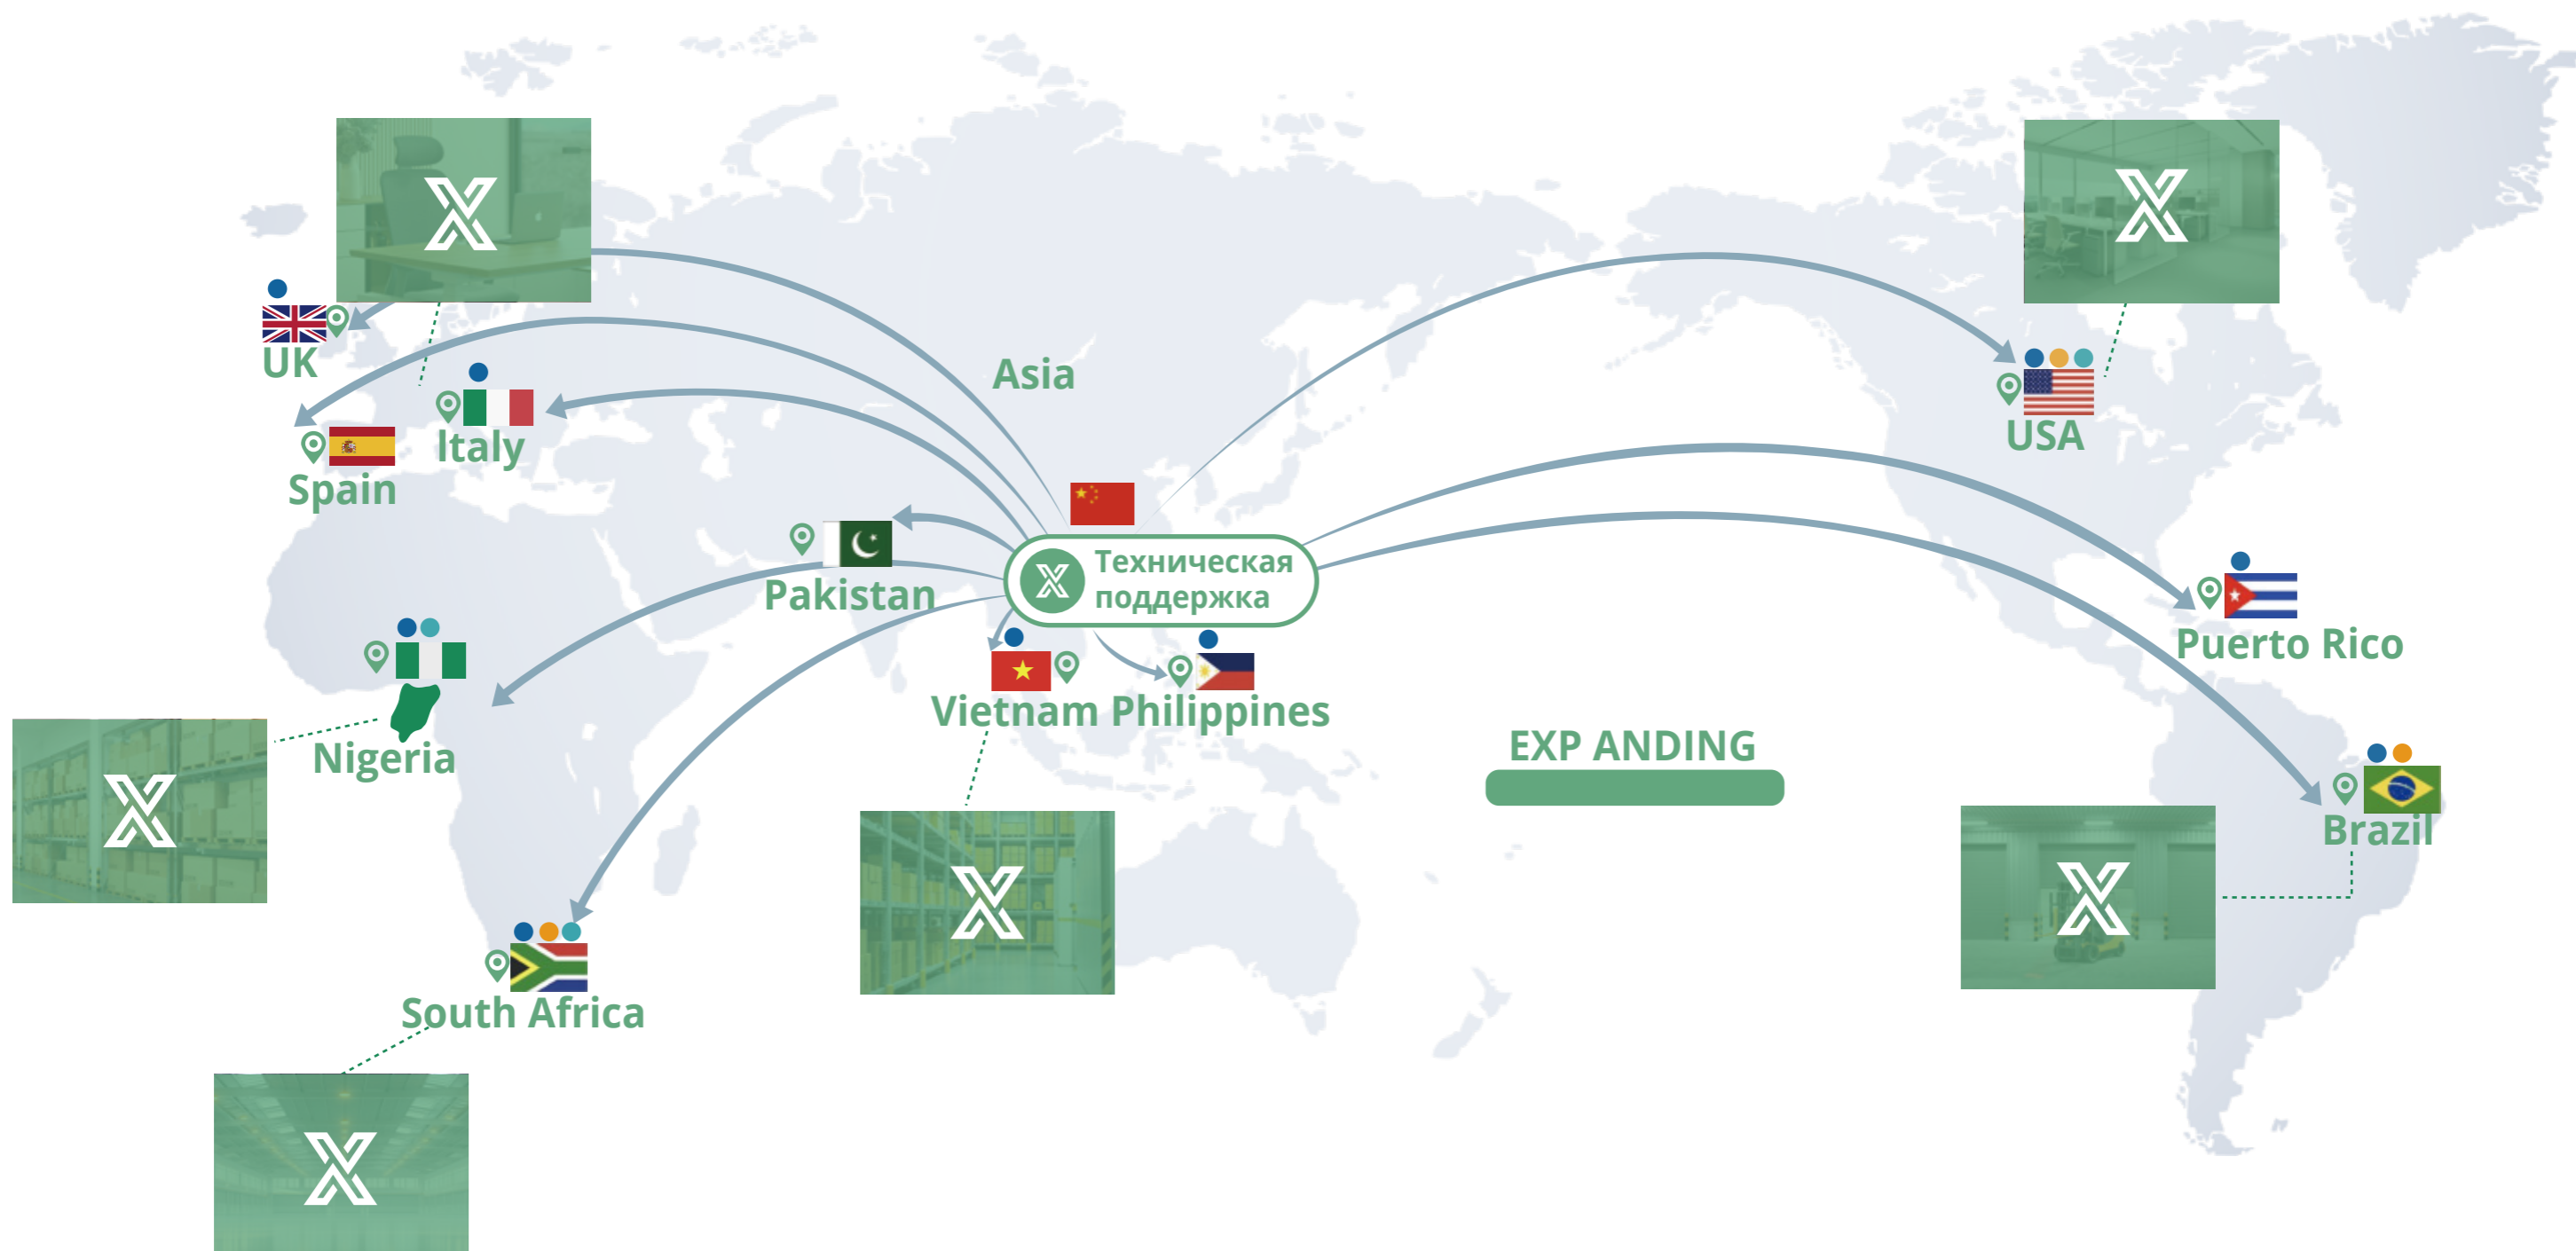 UK
Asia
Italy
USA
Spain
Техническая
поддержка
Pakistan
Puerto Rico
Vietnam
Philippines
EXP ANDING
Nigeria
Brazil
South Africa